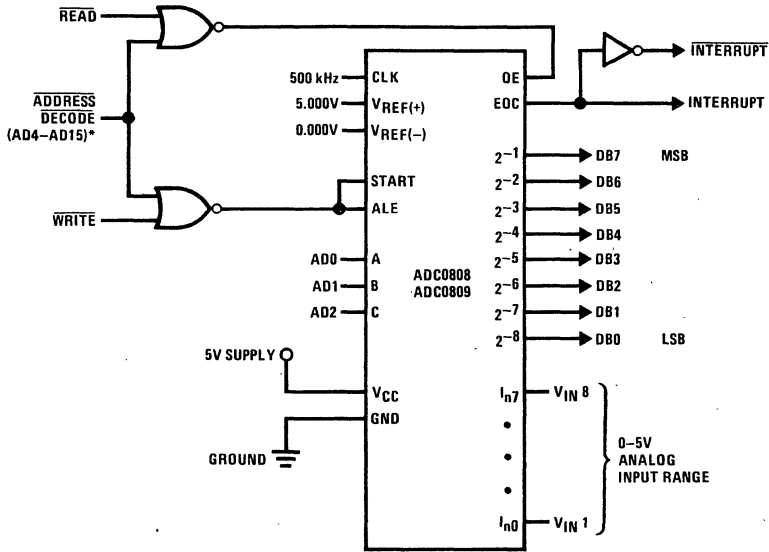 READ
ADDRESS
DECODE
(AD4–AD15)*
WRITE
500 kHz
CLK
5.000V
VREF(+)
0.000V
VREF(−)
START
ALE
AD0
A
AD1
B
AD2
C
5V SUPPLY
VCC
GND
GROUND
ADC0808
ADC0809
OE
EOC
INTERRUPT
INTERRUPT
2−1
DB7
MSB
2−2
DB6
2−3
DB5
2−4
DB4
2−5
DB3
2−6
DB2
2−7
DB1
2−8
DB0
LSB
In7
VIN 8
0–5V
ANALOG
INPUT RANGE
In0
VIN 1